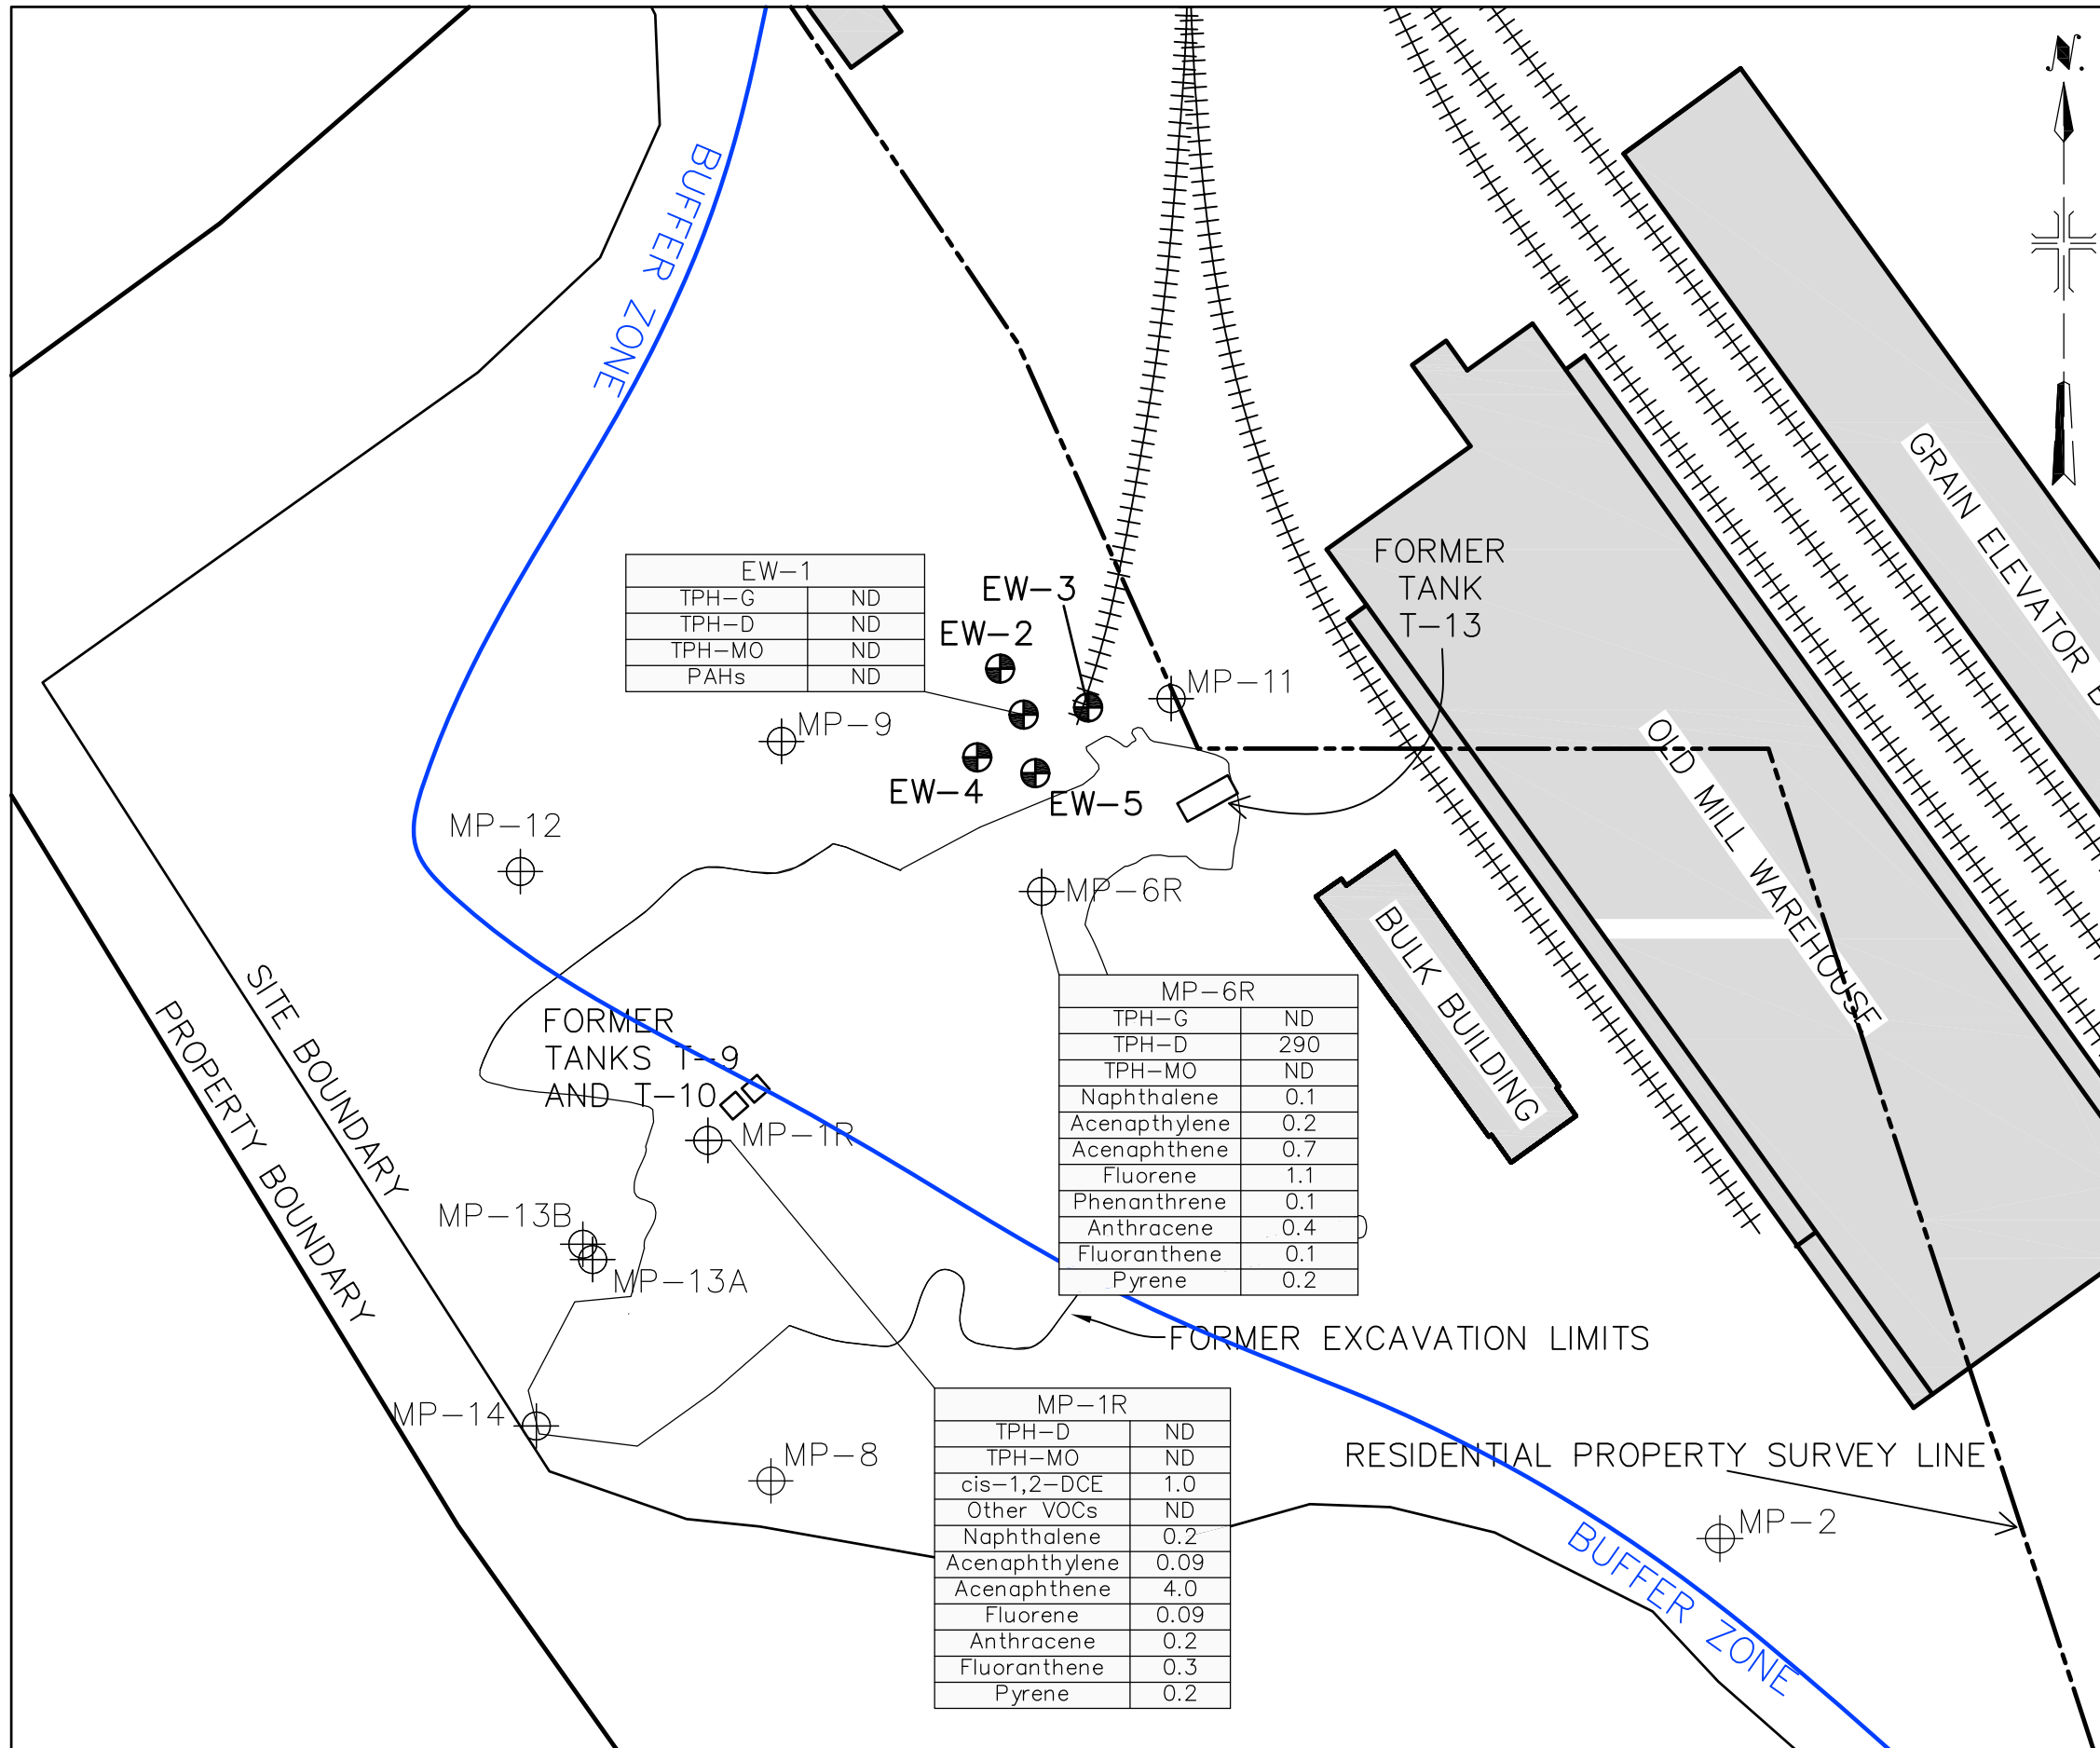 N.
BUFFER ZONE
GRAIN ELEVATOR
FORMER
TANK
T-13
EW-1
TPH-G ND
TPH-D ND
TPH-MO ND
PAHs ND
EW-3
EW-2
MP-11
MP-9
EW-4
EW-5
OLD MILL WAREHOUSE
MP-12
MP-6R
BULK BUILDING
SITE BOUNDARY
PROPERTY BOUNDARY
FORMER
TANKS T-9
AND T-10
MP-1R
MP-6R
TPH-G ND
TPH-D 290
TPH-MO ND
Naphthalene 0.1
Acenapthylene 0.2
Acenaphthene 0.7
Fluorene 1.1
Phenanthrene 0.1
Anthracene 0.4
Fluoranthene 0.1
Pyrene 0.2
MP-13B
MP-13A
FORMER EXCAVATION LIMITS
MP-14
MP-8
MP-1R
TPH-D ND
TPH-MO ND
cis-1,2-DCE 1.0
Other VOCs ND
Naphthalene 0.2
Acenaphthylene 0.09
Acenaphthene 4.0
Fluorene 0.09
Anthracene 0.2
Fluoranthene 0.3
Pyrene 0.2
RESIDENTIAL PROPERTY SURVEY LINE
MP-2
BUFFER ZONE